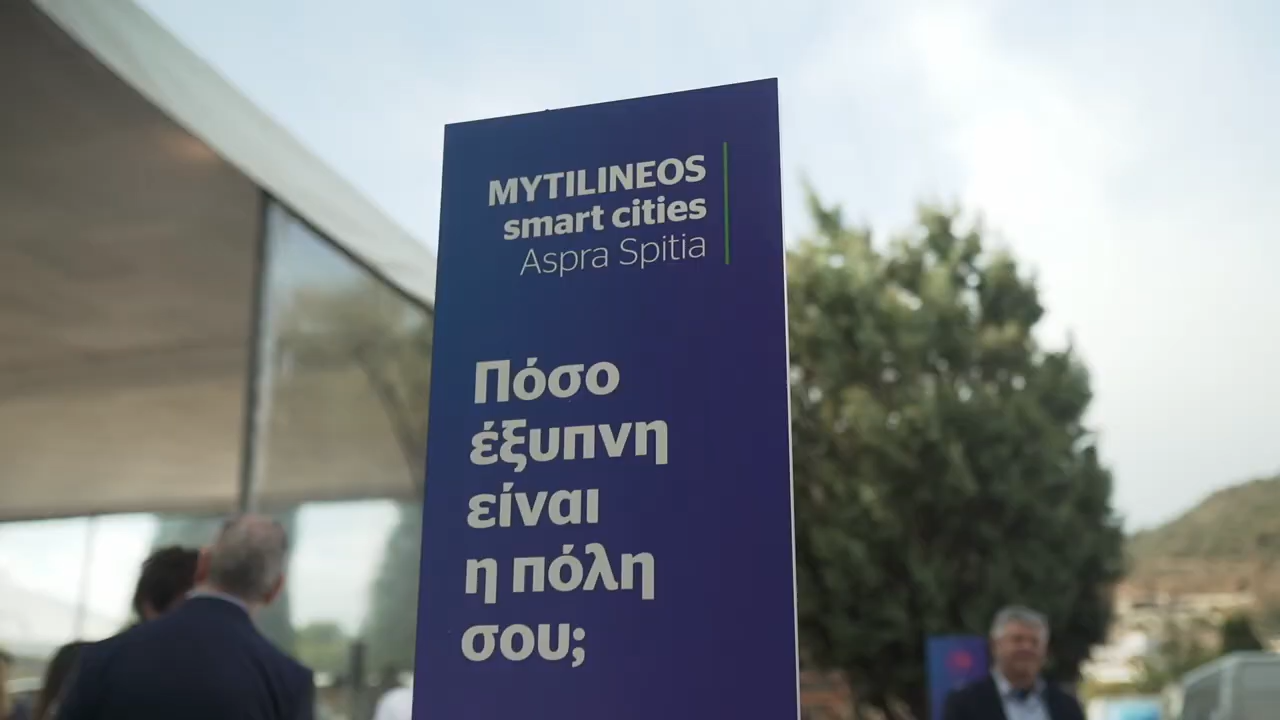 MYTILINEOS
smart cities
Aspra Spitia
Πόσο
έξυπνη
είναι
η πόλη
σου;